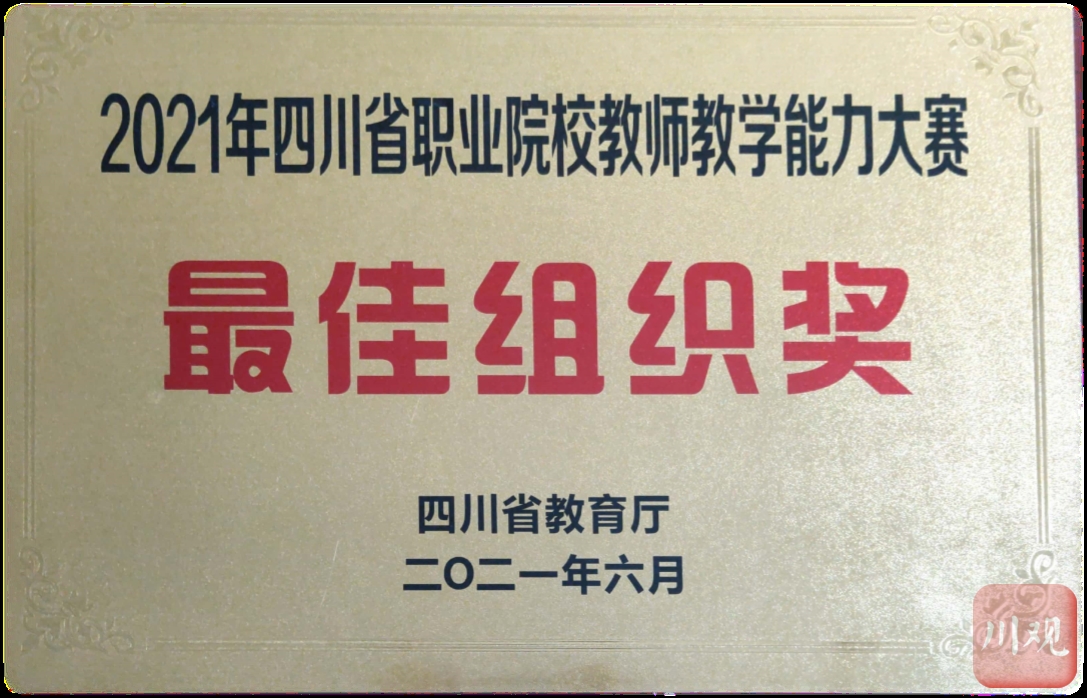 2021年四川省职业院校教师教学能力大赛
最佳组织奖
四川省教育厅
二〇二一年六月
川观